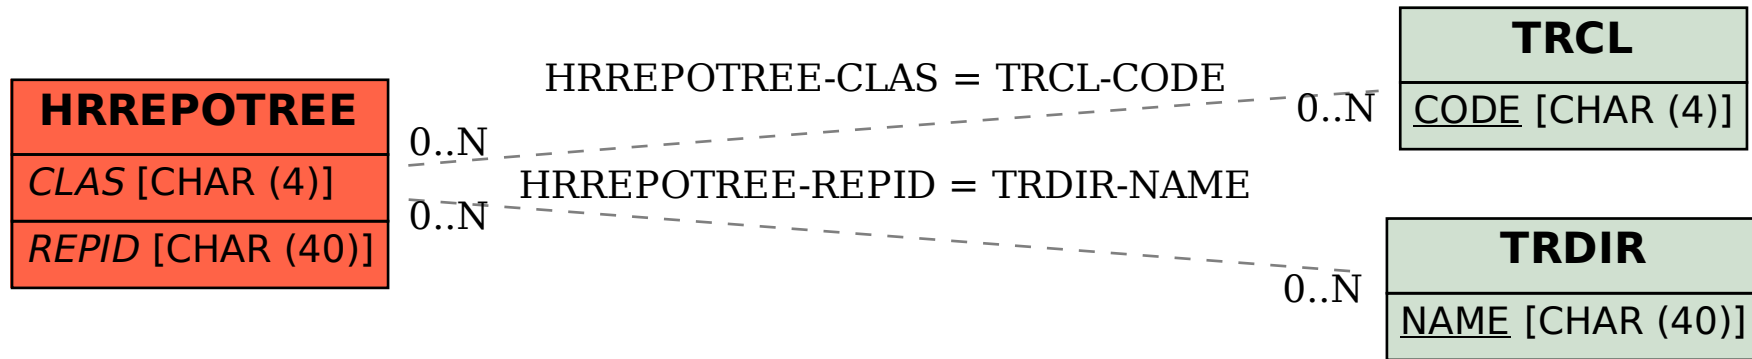 HRREPOTREE
CLAS [CHAR (4)]
REPID [CHAR (40)]
HRREPOTREE-CLAS = TRCL-CODE
0..N
0..N
HRREPOTREE-REPID = TRDIR-NAME
0..N
0..N
TRCL
CODE [CHAR (4)]
TRDIR
NAME [CHAR (40)]